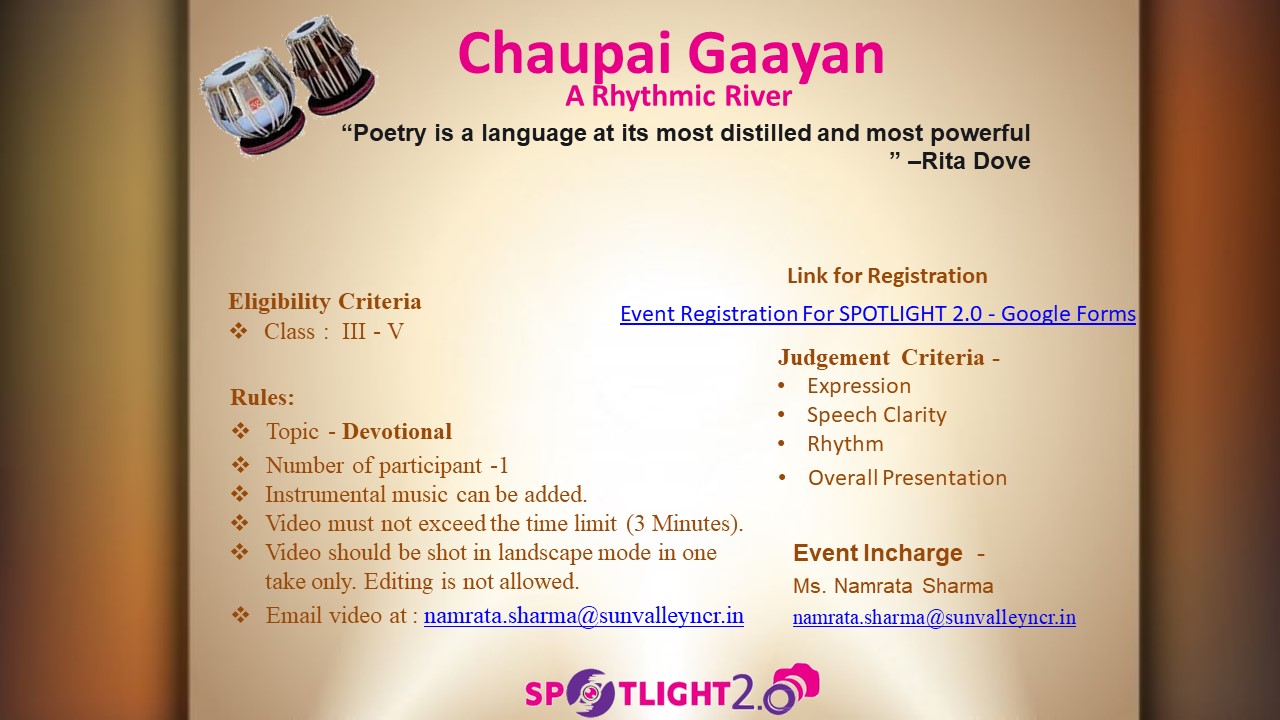 Chaupai Gaayan
A Rhythmic River
“Poetry is a language at its most distilled and most powerful
” –Rita Dove
Eligibility Criteria
❖ Class : III - V
Rules:
❖ Topic - Devotional
❖ Number of participant -1
❖ Instrumental music can be added.
❖ Video must not exceed the time limit (3 Minutes).
❖ Video should be shot in landscape mode in one
take only. Editing is not allowed.
❖ Email video at : namrata.sharma@sunvalleyncr.in
Link for Registration
Event Registration For SPOTLIGHT 2.0 - Google Forms
Judgement Criteria -
• Expression
• Speech Clarity
• Rhythm
• Overall Presentation
Event Incharge -
Ms. Namrata Sharma
namrata.sharma@sunvalleyncr.in
SPOTLIGHT 2.0